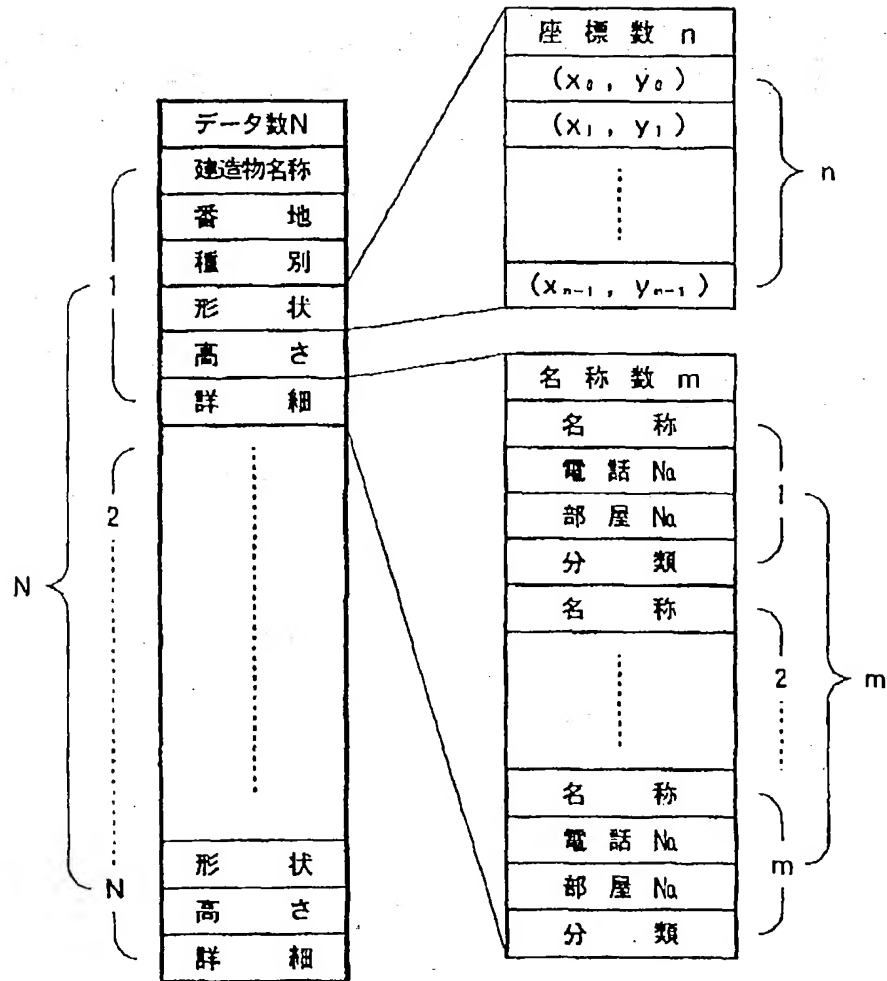 データ数N
建造物名称
番地
種別
形状
高さ
詳細
形状
高さ
詳細
1
2
N
N
座標数 n
(x₀, y₀)
(x₁, y₁)
(xₙ₋₁, yₙ₋₁)
n
名称数 m
名称
電話 No.
部屋 No.
分類
名称
名称
電話 No.
部屋 No.
分類
1
2
m
m